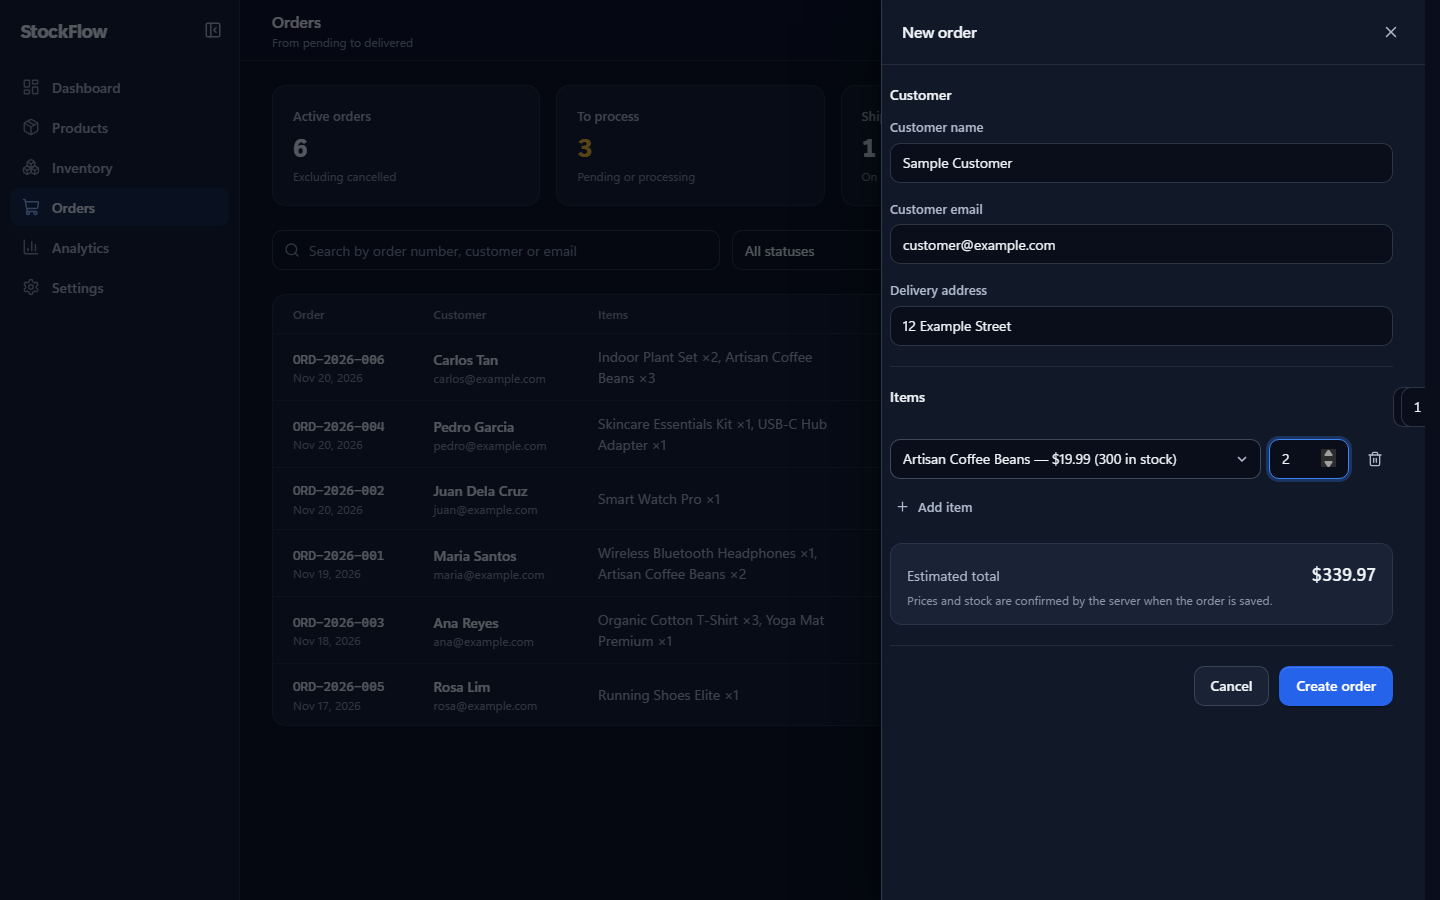 StockFlow
Dashboard
Products
Inventory
Orders
Analytics
Settings
Orders
From pending to delivered
Active orders
6
Excluding cancelled
To process
3
Pending or processing
1
On
Search by order number, customer or email
All statuses
Order Customer Items
ORD-2026-006 Carlos Tan Indoor Plant Set ×2, Artisan Coffee
Nov 20, 2026 carlos@example.com Beans ×3
ORD-2026-004 Pedro Garcia Skincare Essentials Kit ×1, USB-C Hub
Nov 20, 2026 pedro@example.com Adapter ×1
ORD-2026-002 Juan Dela Cruz Smart Watch Pro ×1
Nov 20, 2026 juan@example.com
ORD-2026-001 Maria Santos Wireless Bluetooth Headphones ×1,
Nov 19, 2026 maria@example.com Artisan Coffee Beans ×2
ORD-2026-003 Ana Reyes Organic Cotton T-Shirt ×3, Yoga Mat
Nov 18, 2026 ana@example.com Premium ×1
ORD-2026-005 Rosa Lim Running Shoes Elite ×1
Nov 17, 2026 rosa@example.com
New order
Customer
Customer name
Sample Customer
Customer email
customer@example.com
Delivery address
12 Example Street
Items
1
Artisan Coffee Beans — $19.99 (300 in stock) 2
Add item
Estimated total $339.97
Prices and stock are confirmed by the server when the order is saved.
Cancel Create order